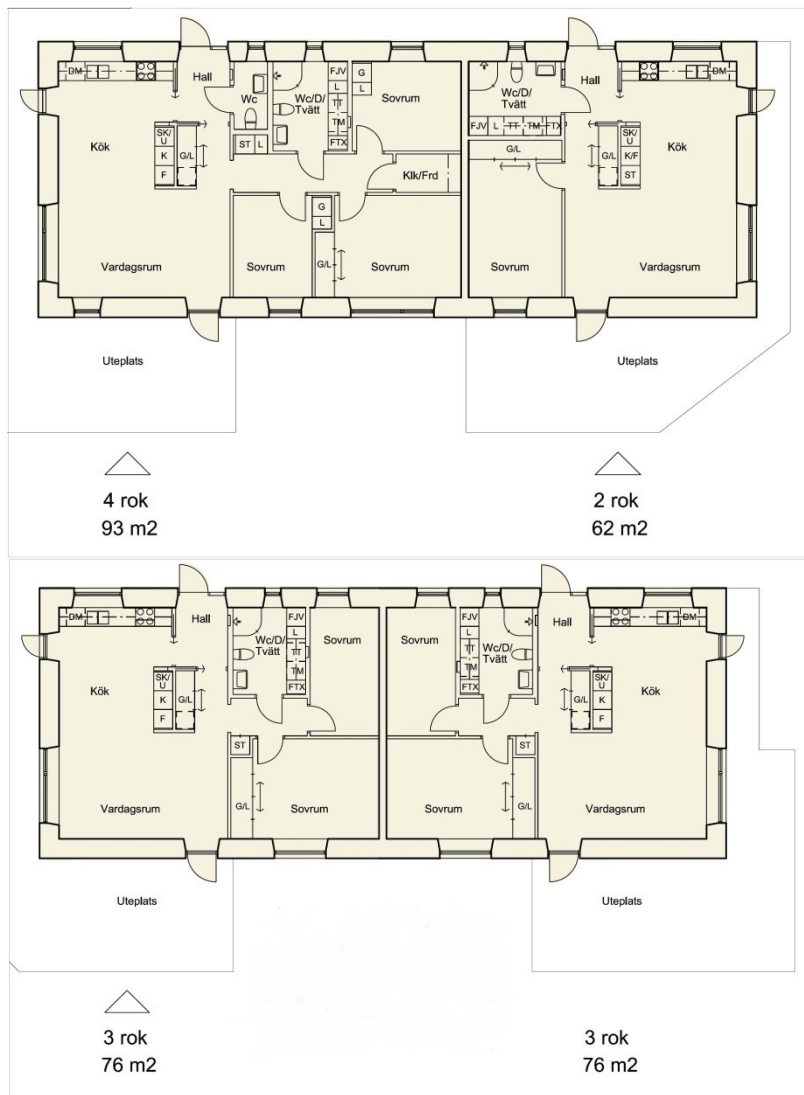 DM
Hall
Wc
Wc/D/
Tvätt
FJV
L
TT
TM
FTX
G
L
Sovrum
Kök
SK/
U
K
F
G/L
ST L
Klk/Frd
G
L
G/L
Vardagsrum
Sovrum
Sovrum
Wc/D/
Tvätt
FJV L TT TM FTX
G/L
Hall
DM
G/L
SK/
U
K/F
ST
Kök
Sovrum
Vardagsrum
Uteplats
Uteplats
4 rok
93 m2
2 rok
62 m2
DM
Hall
Wc/D/
Tvätt
FJV
L
TT
TM
FTX
Sovrum
Kök
SK/
U
K
F
G/L
ST
G/L
Vardagsrum
Sovrum
Sovrum
FJV
L
TT
TM
FTX
Wc/D/
Tvätt
Hall
DM
G/L
SK/
U
K
F
Kök
ST
G/L
Sovrum
Vardagsrum
Uteplats
Uteplats
3 rok
76 m2
3 rok
76 m2